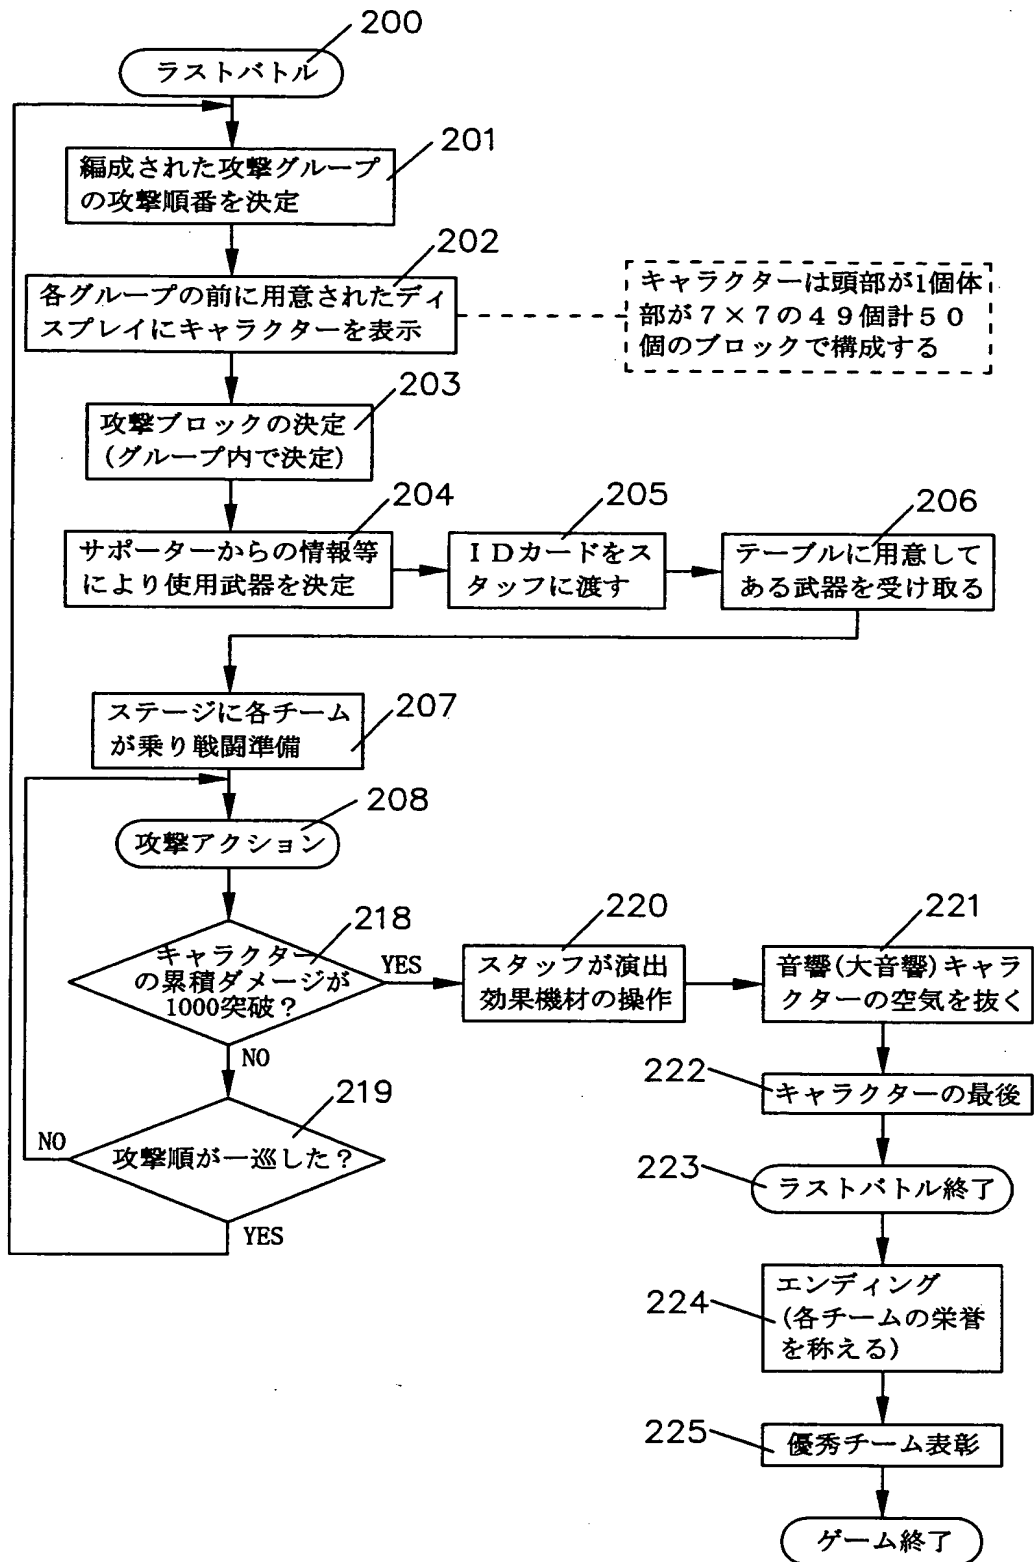 200
ラストバトル
201
編成された攻撃グループ
の攻撃順番を決定
202
各グループの前に用意されたディ
スプレイにキャラクターを表示
キャラクターは頭部が1個体
部が7×7の49個計50
個のブロックで構成する
203
攻撃ブロックの決定
(グループ内で決定)
204
サポーターからの情報等
により使用武器を決定
205
IDカードをス
タッフに渡す
206
テーブルに用意して
ある武器を受け取る
207
ステージに各チーム
が乗り戦闘準備
208
攻撃アクション
218
キャラクター
の累積ダメージが
1000突破?
YES
NO
219
攻撃順が一巡した?
NO
YES
220
スタッフが演出
効果機材の操作
221
音響(大音響)キャラ
クターの空気を抜く
222
キャラクターの最後
223
ラストバトル終了
224
エンディング
(各チームの栄誉
を称える)
225
優秀チーム表彰
ゲーム終了